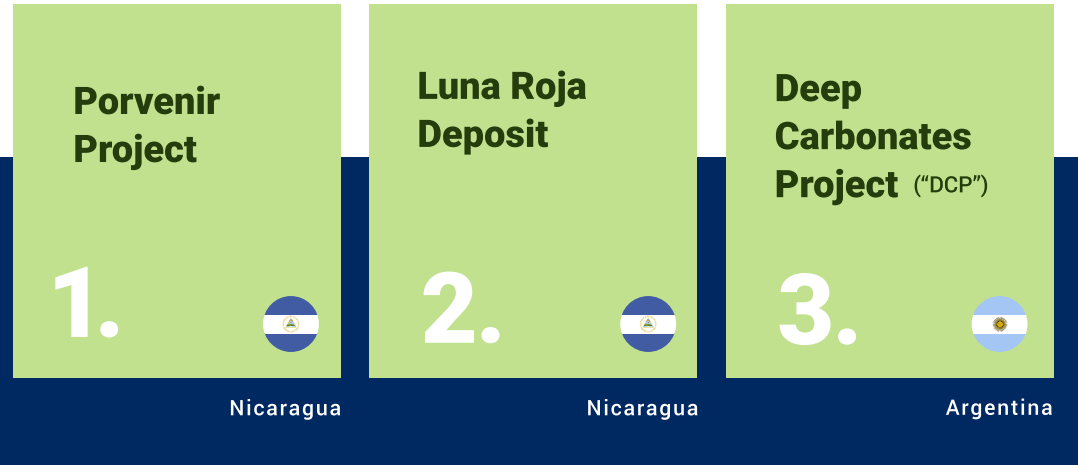 Porvenir
Project
1.
Nicaragua
Luna Roja
Deposit
2.
Nicaragua
Deep
Carbonates
Project (“DCP”)
3.
Argentina